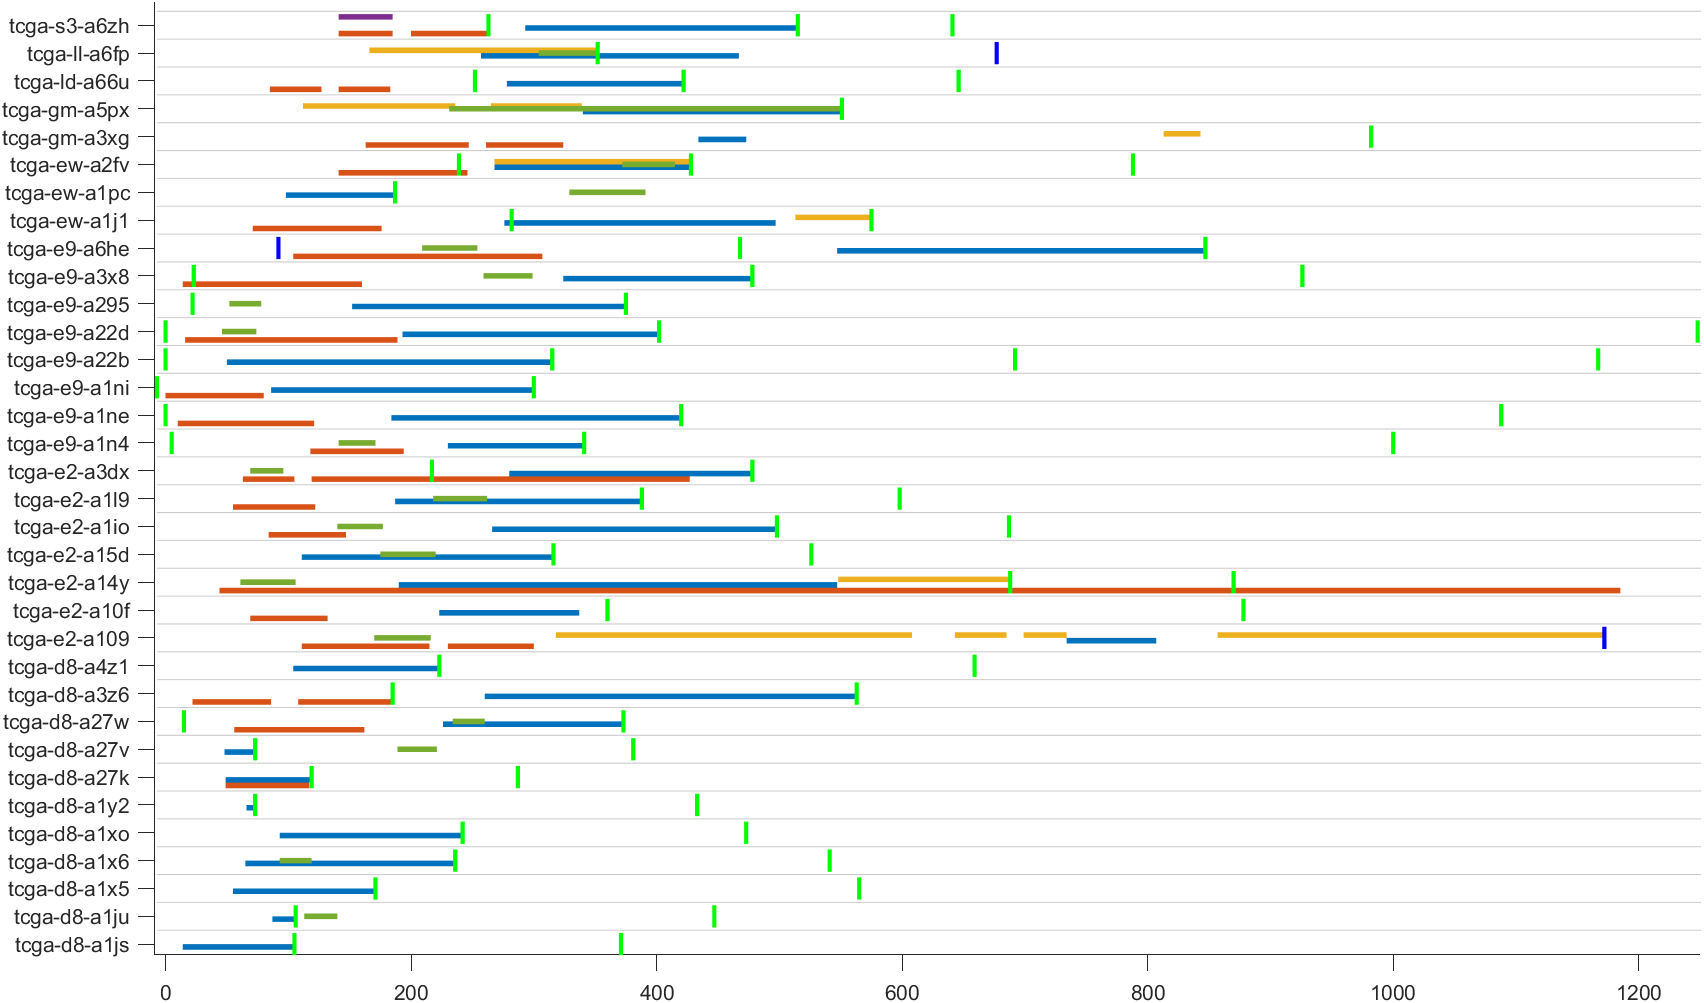 tcga-s3-a6zh
tcga-ll-a6fp
tcga-ld-a66u
tcga-gm-a5px
tcga-gm-a3xg
tcga-ew-a2fv
tcga-ew-a1pc
tcga-ew-a1j1
tcga-e9-a6he
tcga-e9-a3x8
tcga-e9-a295
tcga-e9-a22d
tcga-e9-a22b
tcga-e9-a1ni
tcga-e9-a1ne
tcga-e9-a1n4
tcga-e2-a3dx
tcga-e2-a1l9
tcga-e2-a1io
tcga-e2-a15d
tcga-e2-a14y
tcga-e2-a10f
tcga-e2-a109
tcga-d8-a4z1
tcga-d8-a3z6
tcga-d8-a27w
tcga-d8-a27v
tcga-d8-a27k
tcga-d8-a1y2
tcga-d8-a1xo
tcga-d8-a1x6
tcga-d8-a1x5
tcga-d8-a1ju
tcga-d8-a1js
0 200 400 600 800 1000 1200